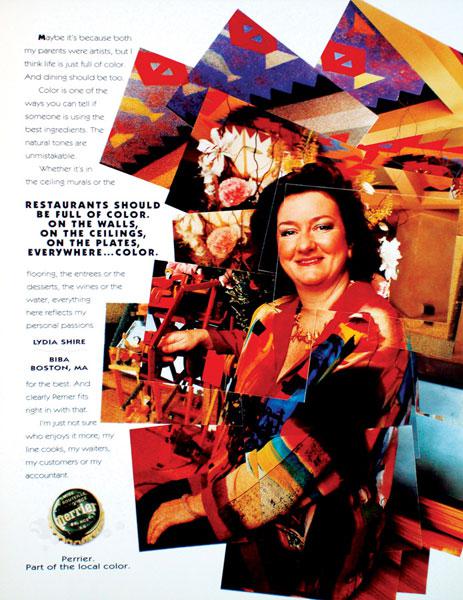 Maybe it's because both
my parents were artists, but I
think life is just full of color.
And dining should be too.
Color is one of the
ways you can tell if
someone is using the
best ingredients. The
natural tones are
unmistakable.
Whether it's in
the ceiling murals or the
RESTAURANTS SHOULD
BE FULL OF COLOR.
ON THE WALLS,
ON THE CEILINGS,
ON THE PLATES,
EVERYWHERE...COLOR.
flooring, the entrees or the
desserts, the wines or the
water, everything
here reflects my
personal passions
LYDIA SHIRE
BIBA
BOSTON, MA
for the best. And
clearly Perrier fits
right in with that.
I'm just not sure
who enjoys it more, my
line cooks, my waiters,
my customers or my
accountant.
Perrier
Perrier.
Part of the local color.